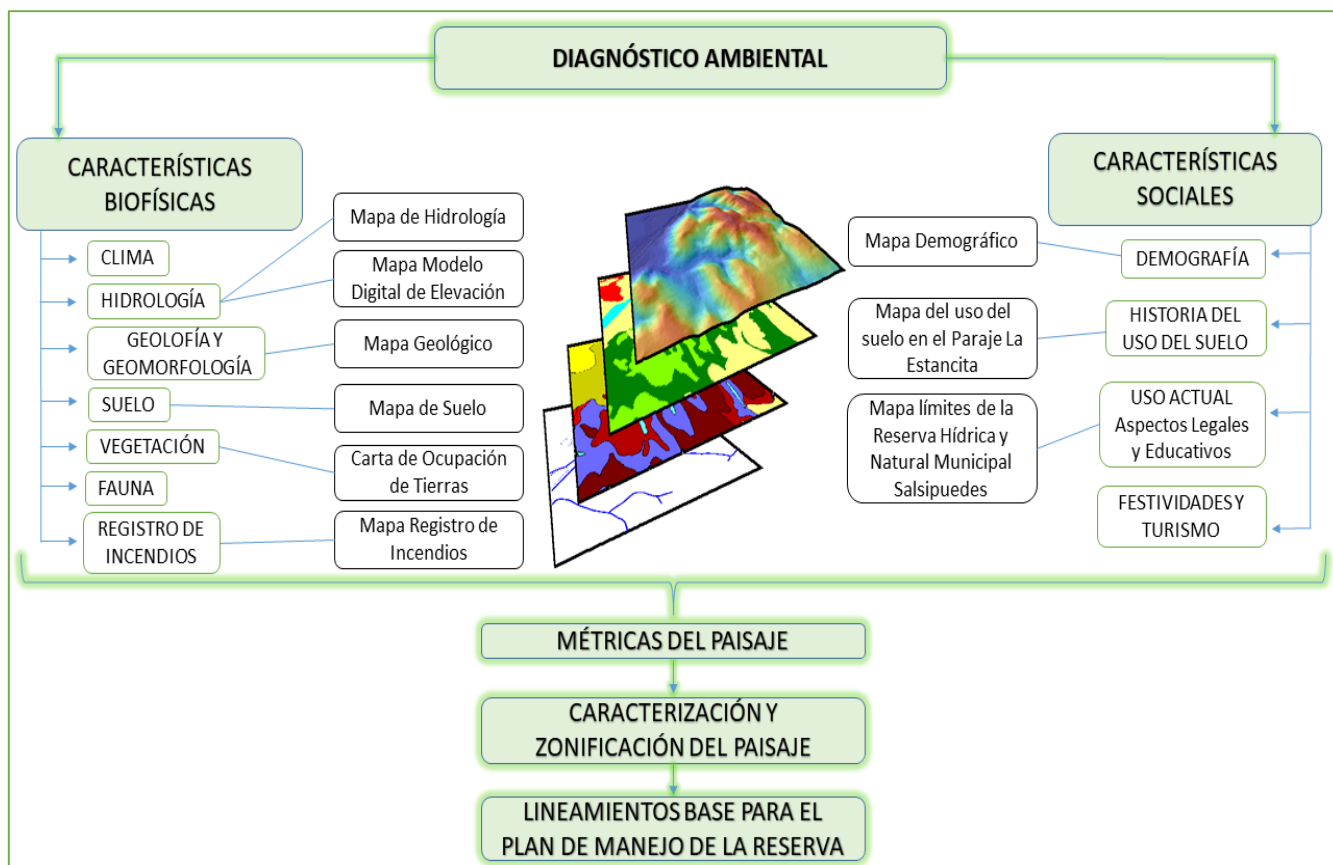 DIAGNÓSTICO AMBIENTAL
CARACTERÍSTICAS
BIOFÍSICAS
CLIMA
HIDROLOGÍA
GEOLOFÍA Y
GEOMORFOLOGÍA
SUELO
VEGETACIÓN
FAUNA
REGISTRO DE
INCENDIOS
Mapa de Hidrología
Mapa Modelo
Digital de Elevación
Mapa Geológico
Mapa de Suelo
Carta de Ocupación
de Tierras
Mapa Registro de
Incendios
CARACTERÍSTICAS
SOCIALES
Mapa Demográfico
Mapa del uso del
suelo en el Paraje La
Estancita
Mapa límites de la
Reserva Hídrica y
Natural Municipal
Salsipuedes
DEMOGRAFÍA
HISTORIA DEL
USO DEL SUELO
USO ACTUAL
Aspectos Legales
y Educativos
FESTIVIDADES Y
TURISMO
MÉTRICAS DEL PAISAJE
CARACTERIZACIÓN Y
ZONIFICACIÓN DEL PAISAJE
LINEAMIENTOS BASE PARA EL
PLAN DE MANEJO DE LA RESERVA